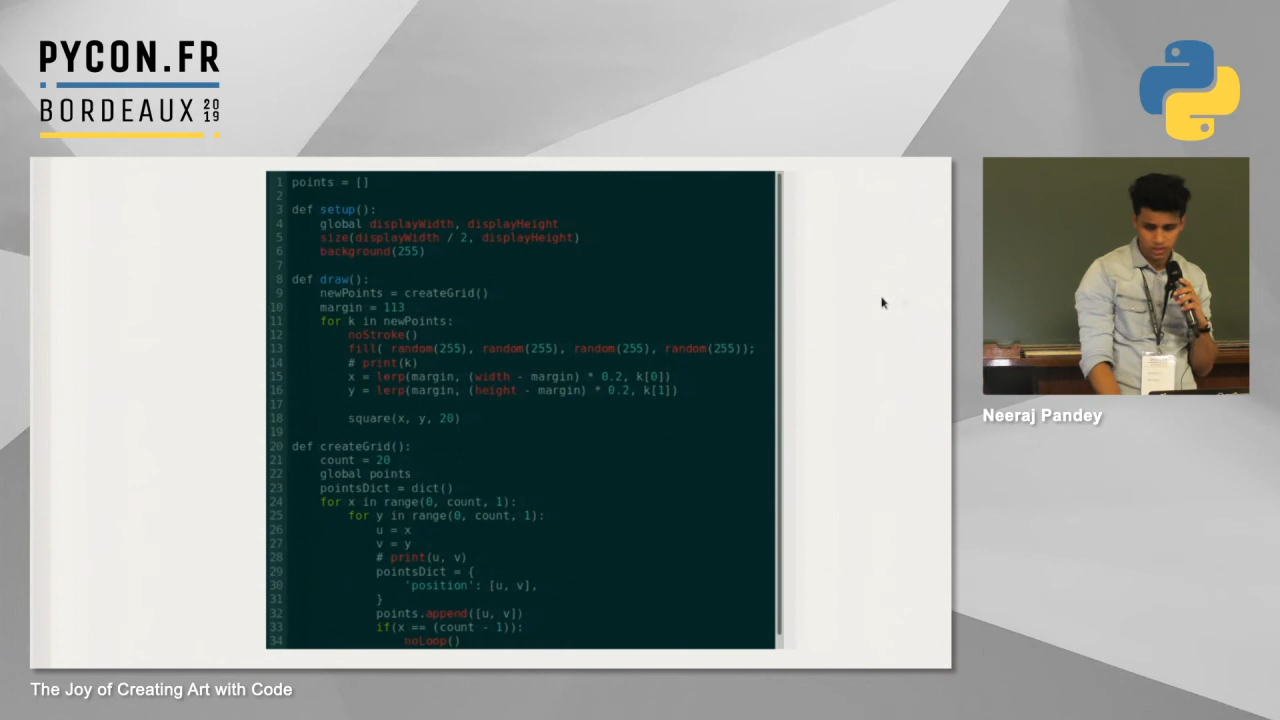 PYCON.FR
BORDEAUX 2019
1 points = []
2
3 def setup():
4 global displayWidth, displayHeight
5 size(displayWidth / 2, displayHeight)
6 background(255)
7
8 def draw():
9 newPoints = createGrid()
10 margin = 113
11 for k in newPoints:
12 noStroke()
13 fill( random(255), random(255), random(255), random(255));
14 # print(k)
15 x = lerp(margin, (width - margin) * 0.2, k[0])
16 y = lerp(margin, (height - margin) * 0.2, k[1])
17
18 square(x, y, 20)
19
20 def createGrid():
21 count = 20
22 global points
23 pointsDict = dict()
24 for x in range(0, count, 1):
25 for y in range(0, count, 1):
26 u = x
27 v = y
28 # print(u, v)
29 pointsDict = {
30 'position': [u, v],
31 }
32 points.append([u, v])
33 if(x == (count - 1)):
34 noLoop()
Neeraj Pandey
The Joy of Creating Art with Code